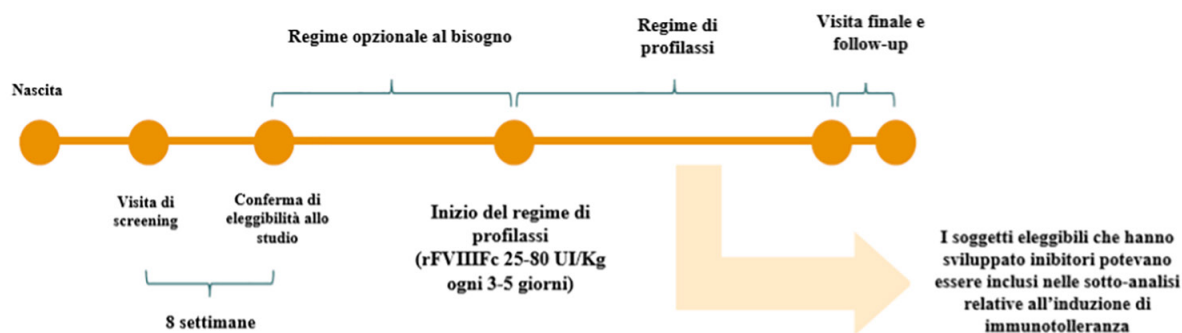 Regime opzionale al bisogno
Regime di
profilassi
Visita finale e
follow-up
Nascita
Visita di
screening
Conferma di
eleggibilità allo
studio
Inizio del regime di
profilassi
(rFVIIIFc 25-80 UI/Kg
ogni 3-5 giorni)
8 settimane
I soggetti eleggibili che hanno
sviluppato inibitori potevano
essere inclusi nelle sotto-analisi
relative all’induzione di
immunotolleranza